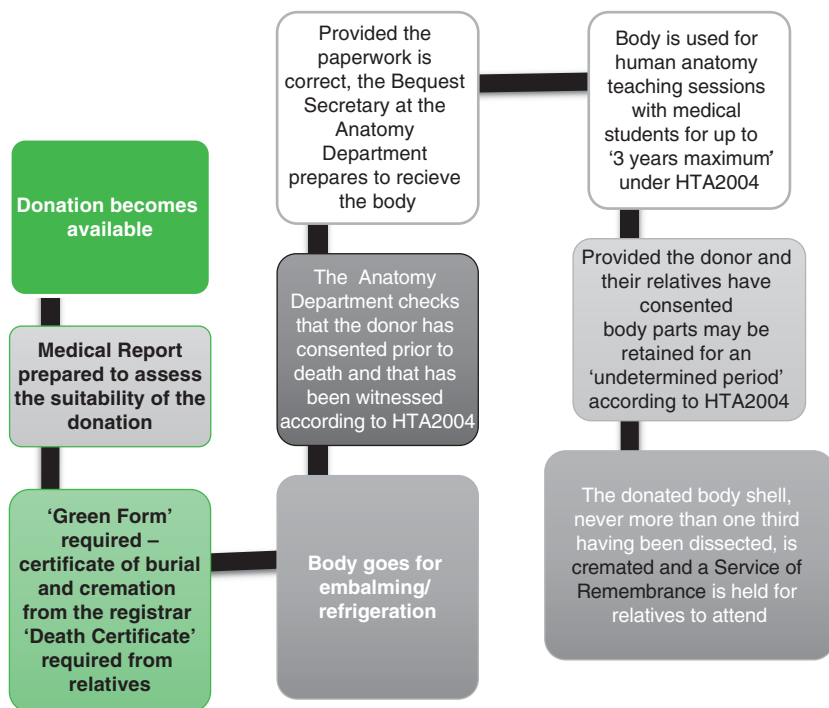 Donation becomes
available
Medical Report
prepared to assess
the suitability of the
donation
‘Green Form’
required –
certificate of burial
and cremation
from the registrar
‘Death Certificate’
required from
relatives
Body goes for
embalming/
refrigeration
The Anatomy
Department checks
that the donor has
consented prior to
death and that has
been witnessed
according to HTA2004
Provided the
paperwork is
correct, the Bequest
Secretary at the
Anatomy
Department
prepares to recieve
the body
Body is used for
human anatomy
teaching sessions
with medical
students for up to
‘3 years maximum’
under HTA2004
Provided the donor and
their relatives have
consented
body parts may be
retained for an
‘undetermined period’
according to HTA2004
The donated body shell,
never more than one third
having been dissected, is
cremated and a Service of
Remembrance is held for
relatives to attend